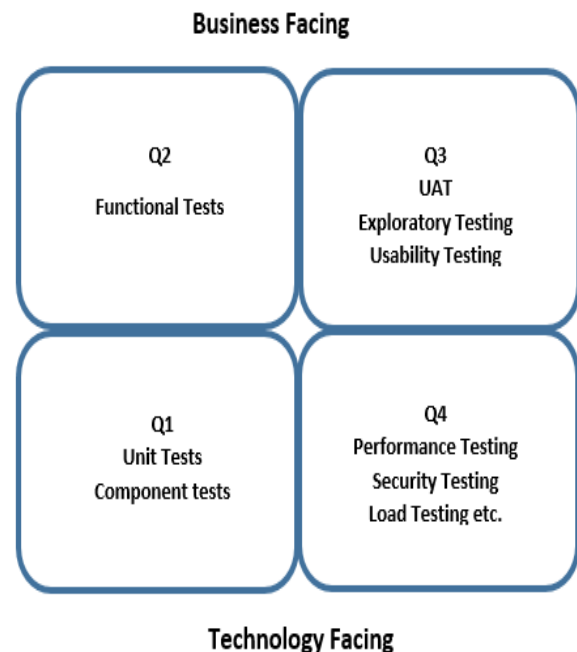 Business Facing
Q2
Functional Tests
Q3
UAT
Exploratory Testing
Usability Testing
Q1
Unit Tests
Component tests
Q4
Performance Testing
Security Testing
Load Testing etc.
Technology Facing